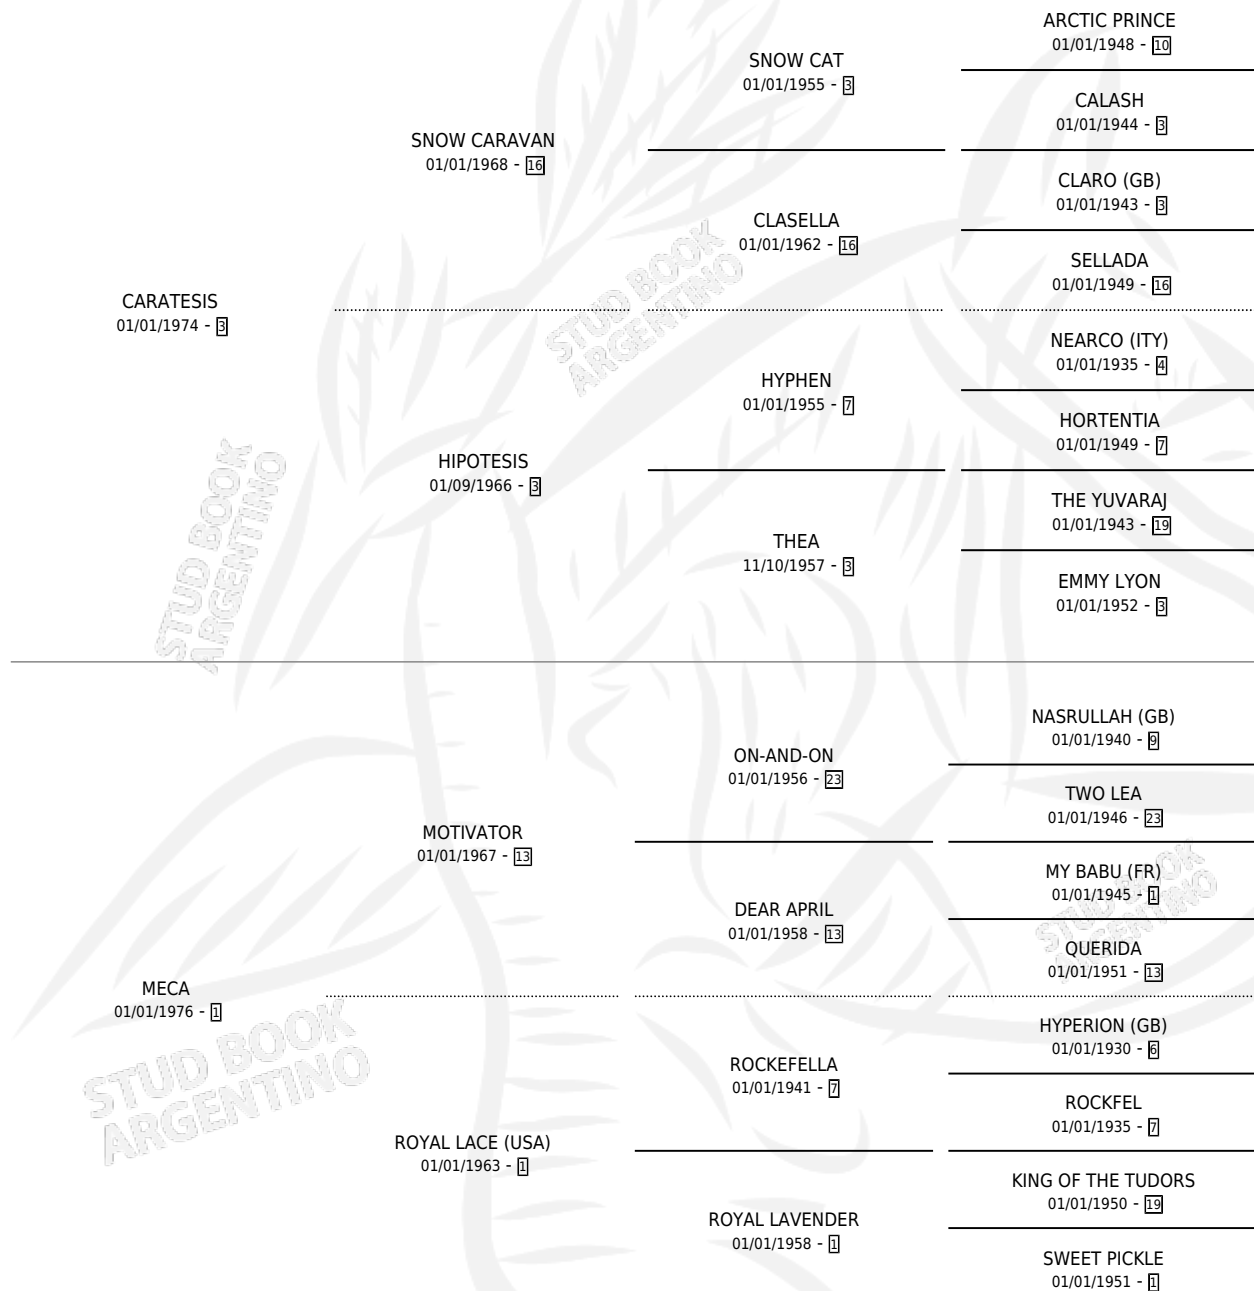 ARCTIC PRINCE
01/01/1948 - 10
SNOW CAT
01/01/1955 - 3
CALASH
01/01/1944 - 3
SNOW CARAVAN
01/01/1968 - 16
CLARO (GB)
01/01/1943 - 3
CLASELLA
01/01/1962 - 16
SELLADA
01/01/1949 - 16
CARATESIS
01/01/1974 - 3
NEARCO (ITY)
01/01/1935 - 4
HYPHEN
01/01/1955 - 7
HORTENTIA
01/01/1949 - 7
HIPOTESIS
01/09/1966 - 3
THE YUVARAJ
01/01/1943 - 19
THEA
11/10/1957 - 3
EMMY LYON
01/01/1952 - 3
NASRULLAH (GB)
01/01/1940 - 9
ON-AND-ON
01/01/1956 - 23
TWO LEA
01/01/1946 - 23
MOTIVATOR
01/01/1967 - 13
MY BABU (FR)
01/01/1945 - 1
DEAR APRIL
01/01/1958 - 13
QUERIDA
01/01/1951 - 13
MECA
01/01/1976 - 1
HYPERION (GB)
01/01/1930 - 6
ROCKEFELLA
01/01/1941 - 7
ROCKFEL
01/01/1935 - 7
ROYAL LACE (USA)
01/01/1963 - 1
KING OF THE TUDORS
01/01/1950 - 19
ROYAL LAVENDER
01/01/1958 - 1
SWEET PICKLE
01/01/1951 - 1
STUD BOOK
ARGENTINO
STUD BOOK
ARGENTINO
STUD BOOK
ARGENTINO
STUD BOOK
ARGENTINO